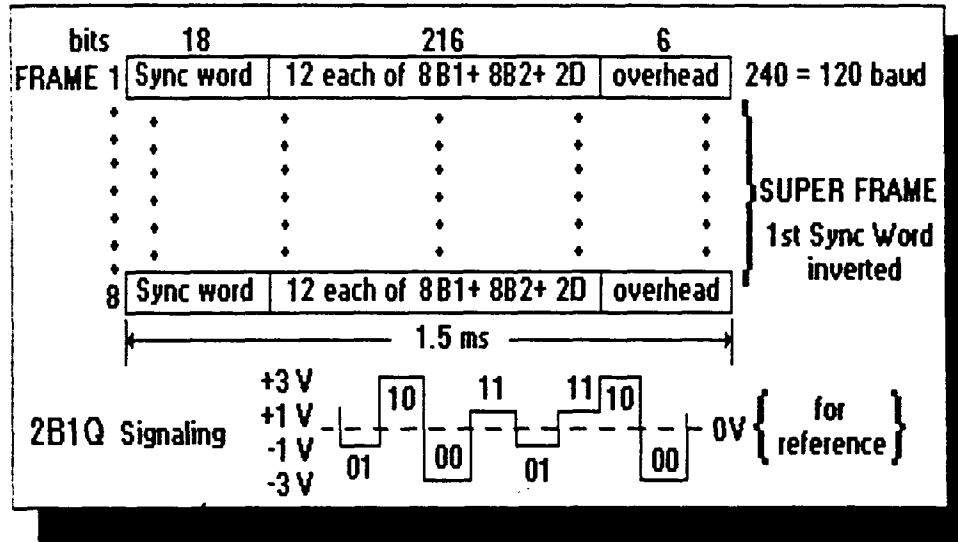 bits 18 216 6
FRAME 1 Sync word 12 each of 8B1+ 8B2+ 2D overhead 240 = 120 baud
SUPER FRAME
1st Sync Word
inverted
8 Sync word 12 each of 8B1+ 8B2+ 2D overhead
1.5 ms
+3 V 10 11 11 10
+1 V
2B1Q Signaling 0V for
-1 V reference
01 00 01 00
-3 V